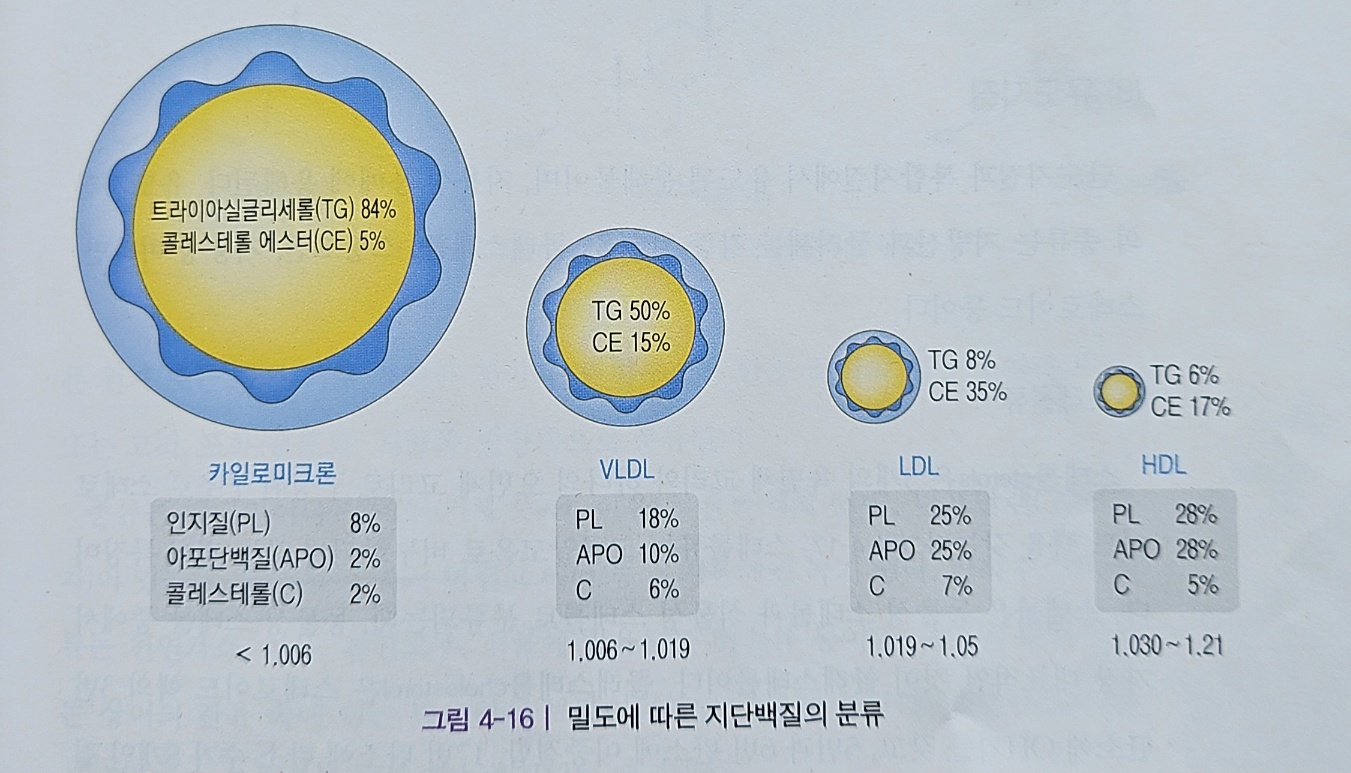 트라이아실글리세롤(TG) 84%
콜레스테롤 에스터(CE) 5%
TG 50%
CE 15%
TG 8%
CE 35%
TG 6%
CE 17%
카일로미크론
VLDL
LDL
HDL
인지질(PL) 8%
아포단백질(APO) 2%
콜레스테롤(C) 2%
PL 18%
APO 10%
C 6%
PL 25%
APO 25%
C 7%
PL 28%
APO 28%
C 5%
< 1.006
1.006~1.019
1.019~1.05
1.030~1.21
그림 4-16 | 밀도에 따른 지단백질의 분류